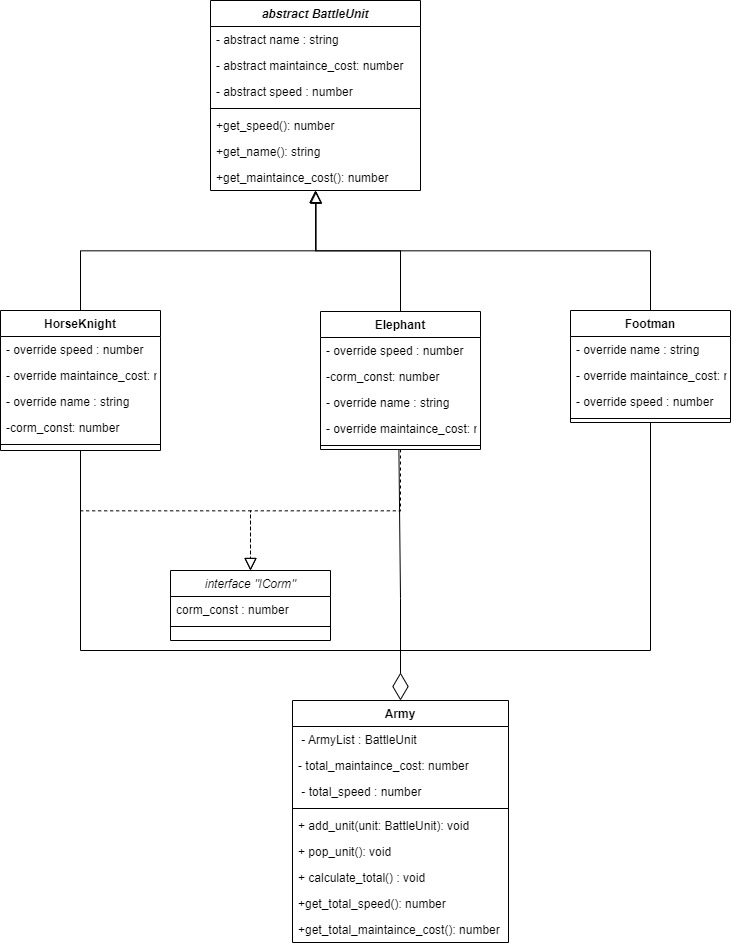 abstract BattleUnit
- abstract name : string
- abstract maintaince_cost: number
- abstract speed : number
+get_speed(): number
+get_name(): string
+get_maintaince_cost(): number
HorseKnight
- override speed : number
- override maintaince_cost:
- override name : string
-corm_const: number
Elephant
- override speed : number
-corm_const: number
- override name : string
- override maintaince_cost:
Footman
- override name : string
- override maintaince_cost:
- override speed : number
interface "ICorm"
corm_const : number
Army
- ArmyList : BattleUnit
- total_maintaince_cost: number
- total_speed : number
+ add_unit(unit: BattleUnit): void
+ pop_unit(): void
+ calculate_total() : void
+get_total_speed(): number
+get_total_maintaince_cost(): number